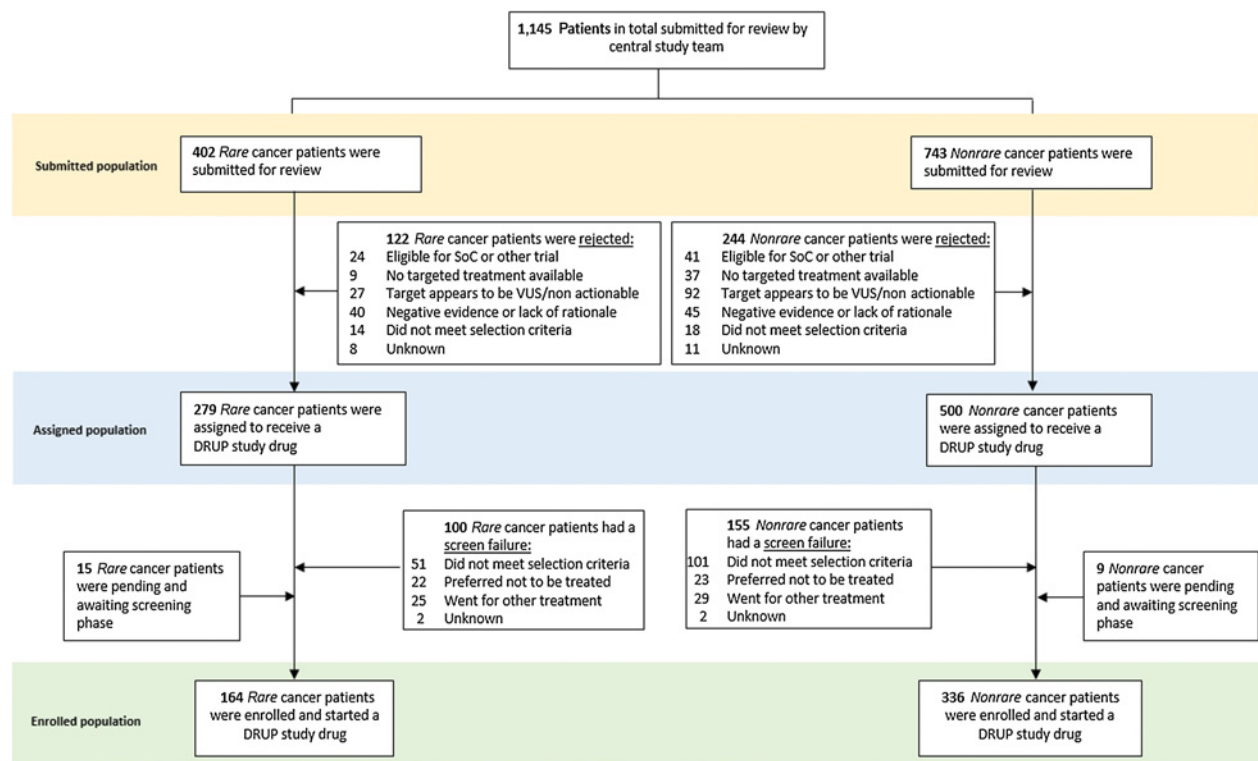 1,145 Patients in total submitted for review by
central study team
Submitted population
402 Rare cancer patients were
submitted for review
743 Nonrare cancer patients were
submitted for review
122 Rare cancer patients were rejected:
24 Eligible for SoC or other trial
9 No targeted treatment available
27 Target appears to be VUS/non actionable
40 Negative evidence or lack of rationale
14 Did not meet selection criteria
8 Unknown
244 Nonrare cancer patients were rejected:
41 Eligible for SoC or other trial
37 No targeted treatment available
92 Target appears to be VUS/non actionable
45 Negative evidence or lack of rationale
18 Did not meet selection criteria
11 Unknown
Assigned population
279 Rare cancer patients were
assigned to receive a
DRUP study drug
500 Nonrare cancer patients
were assigned to receive a
DRUP study drug
15 Rare cancer patients
were pending and
awaiting screening
phase
100 Rare cancer patients had a
screen failure:
51 Did not meet selection criteria
22 Preferred not to be treated
25 Went for other treatment
2 Unknown
155 Nonrare cancer patients
had a screen failure:
101 Did not meet selection criteria
23 Preferred not to be treated
29 Went for other treatment
2 Unknown
9 Nonrare cancer
patients were pending
and awaiting screening
phase
Enrolled population
164 Rare cancer patients
were enrolled and started a
DRUP study drug
336 Nonrare cancer patients
were enrolled and started a
DRUP study drug